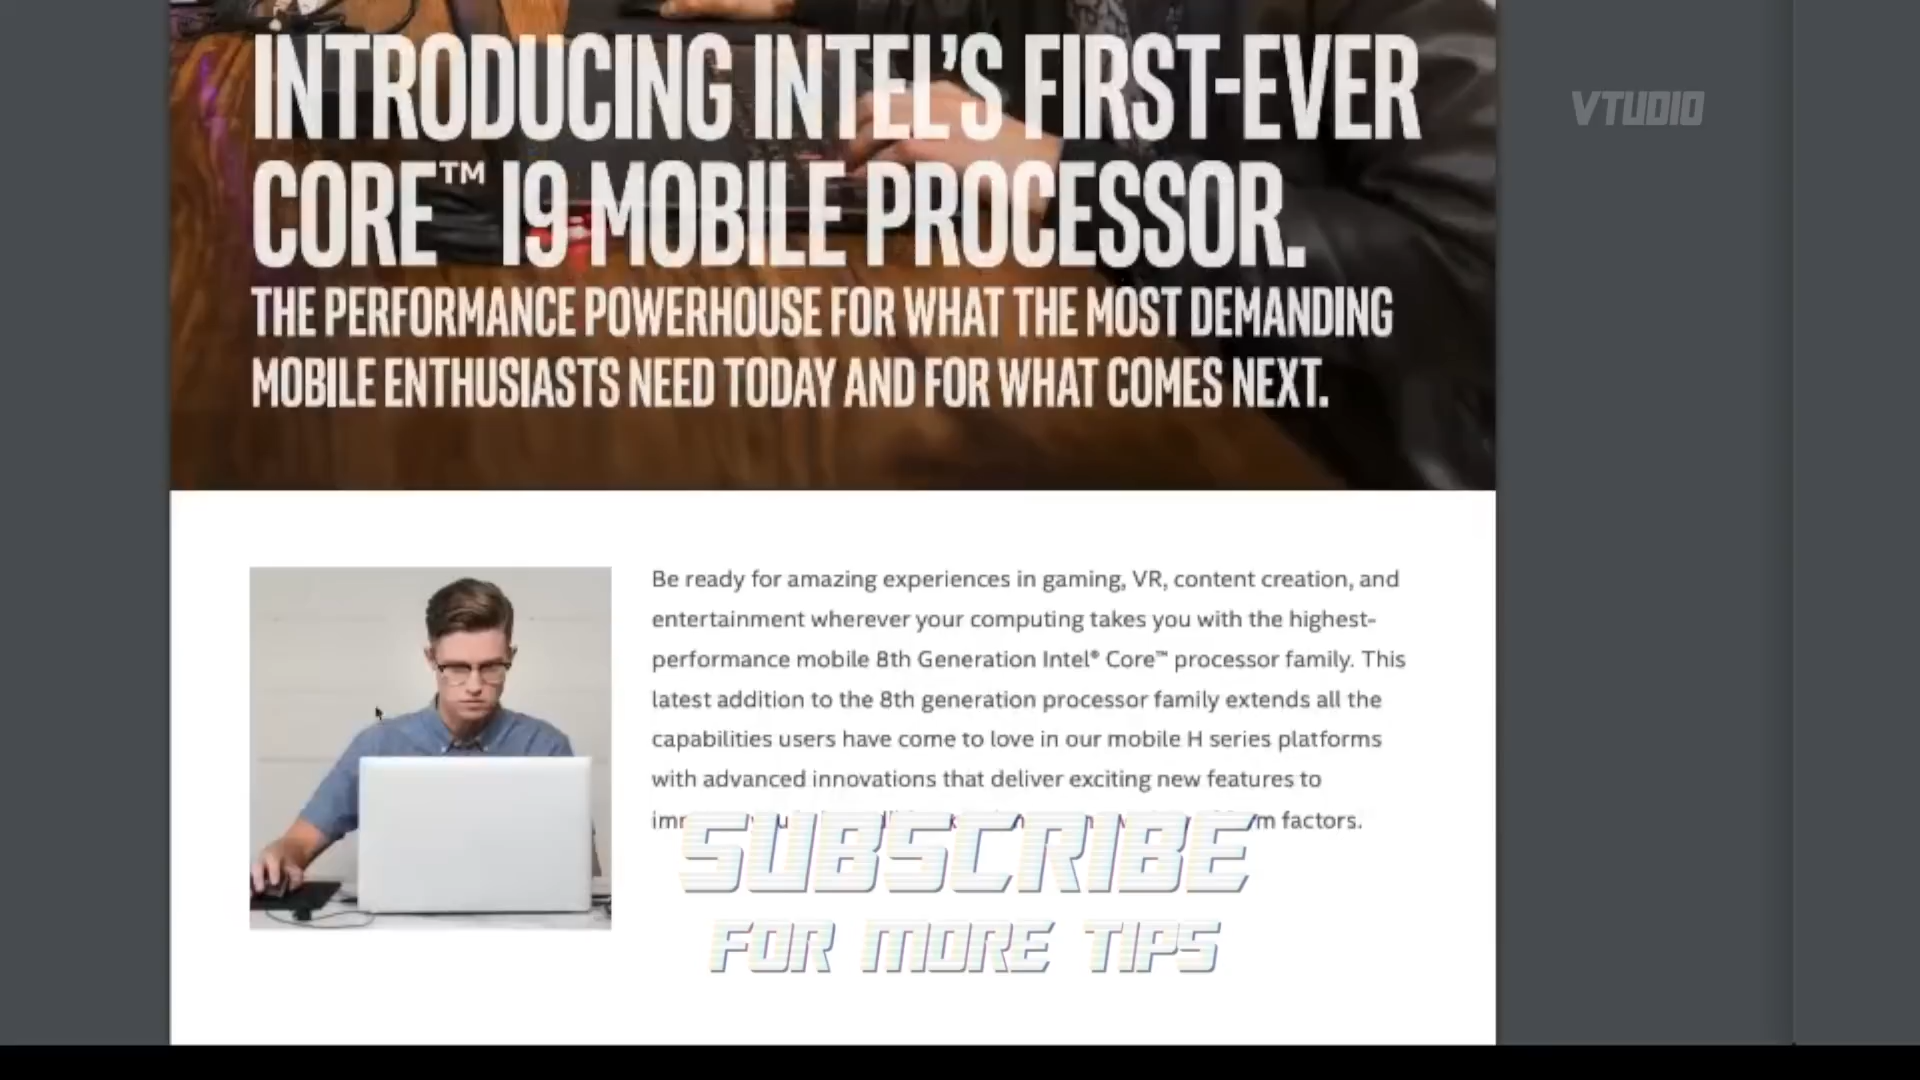 INTRODUCING INTEL'S FIRST-EVER
CORE™ I9 MOBILE PROCESSOR.
THE PERFORMANCE POWERHOUSE FOR WHAT THE MOST DEMANDING
MOBILE ENTHUSIASTS NEED TODAY AND FOR WHAT COMES NEXT.
VTUDIO
Be ready for amazing experiences in gaming, VR, content creation, and
entertainment wherever your computing takes you with the highest-
performance mobile 8th Generation Intel® Core™ processor family. This
latest addition to the 8th generation processor family extends all the
capabilities users have come to love in our mobile H series platforms
with advanced innovations that deliver exciting new features to
factors.
SUBSCRIBE
FOR MORE TIPS